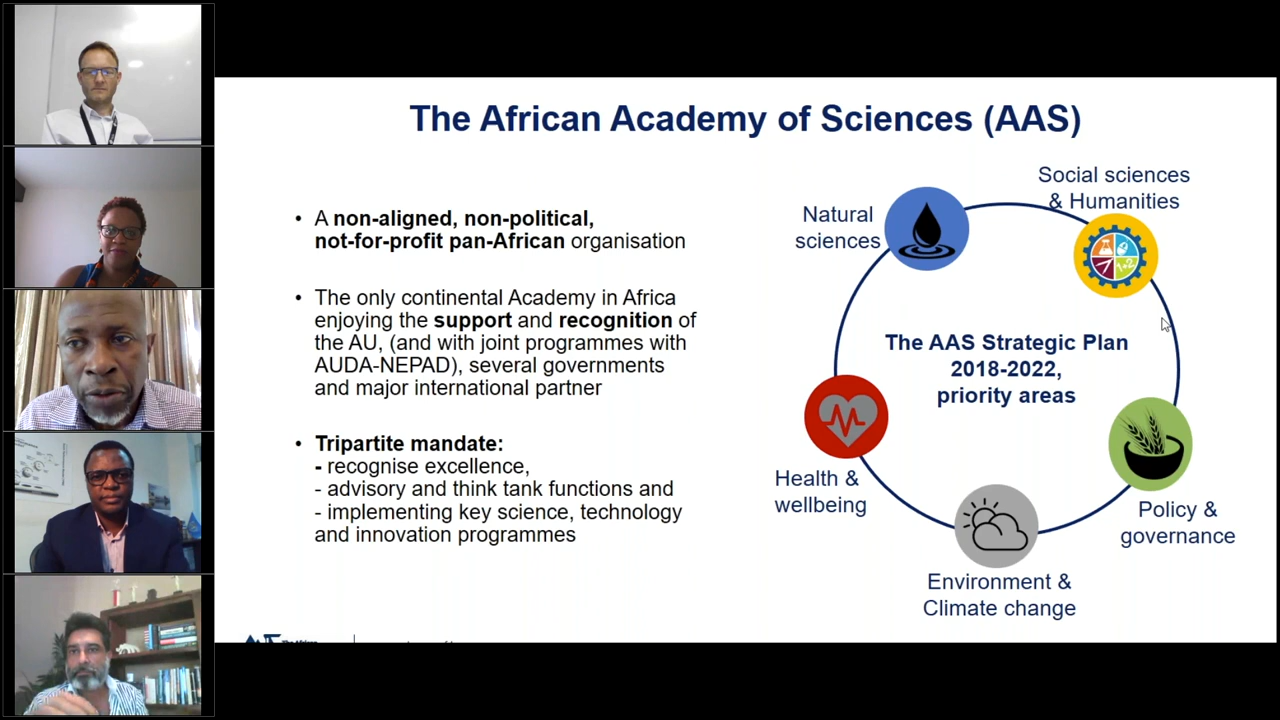 The African Academy of Sciences (AAS)
• A non-aligned, non-political,
not-for-profit pan-African organisation
• The only continental Academy in Africa
enjoying the support and recognition of
the AU, (and with joint programmes with
AUDA-NEPAD), several governments
and major international partner
• Tripartite mandate:
- recognise excellence,
- advisory and think tank functions and
- implementing key science, technology
and innovation programmes
Natural
sciences
Social sciences
& Humanities
The AAS Strategic Plan
2018-2022,
priority areas
Health &
wellbeing
Policy &
governance
Environment &
Climate change